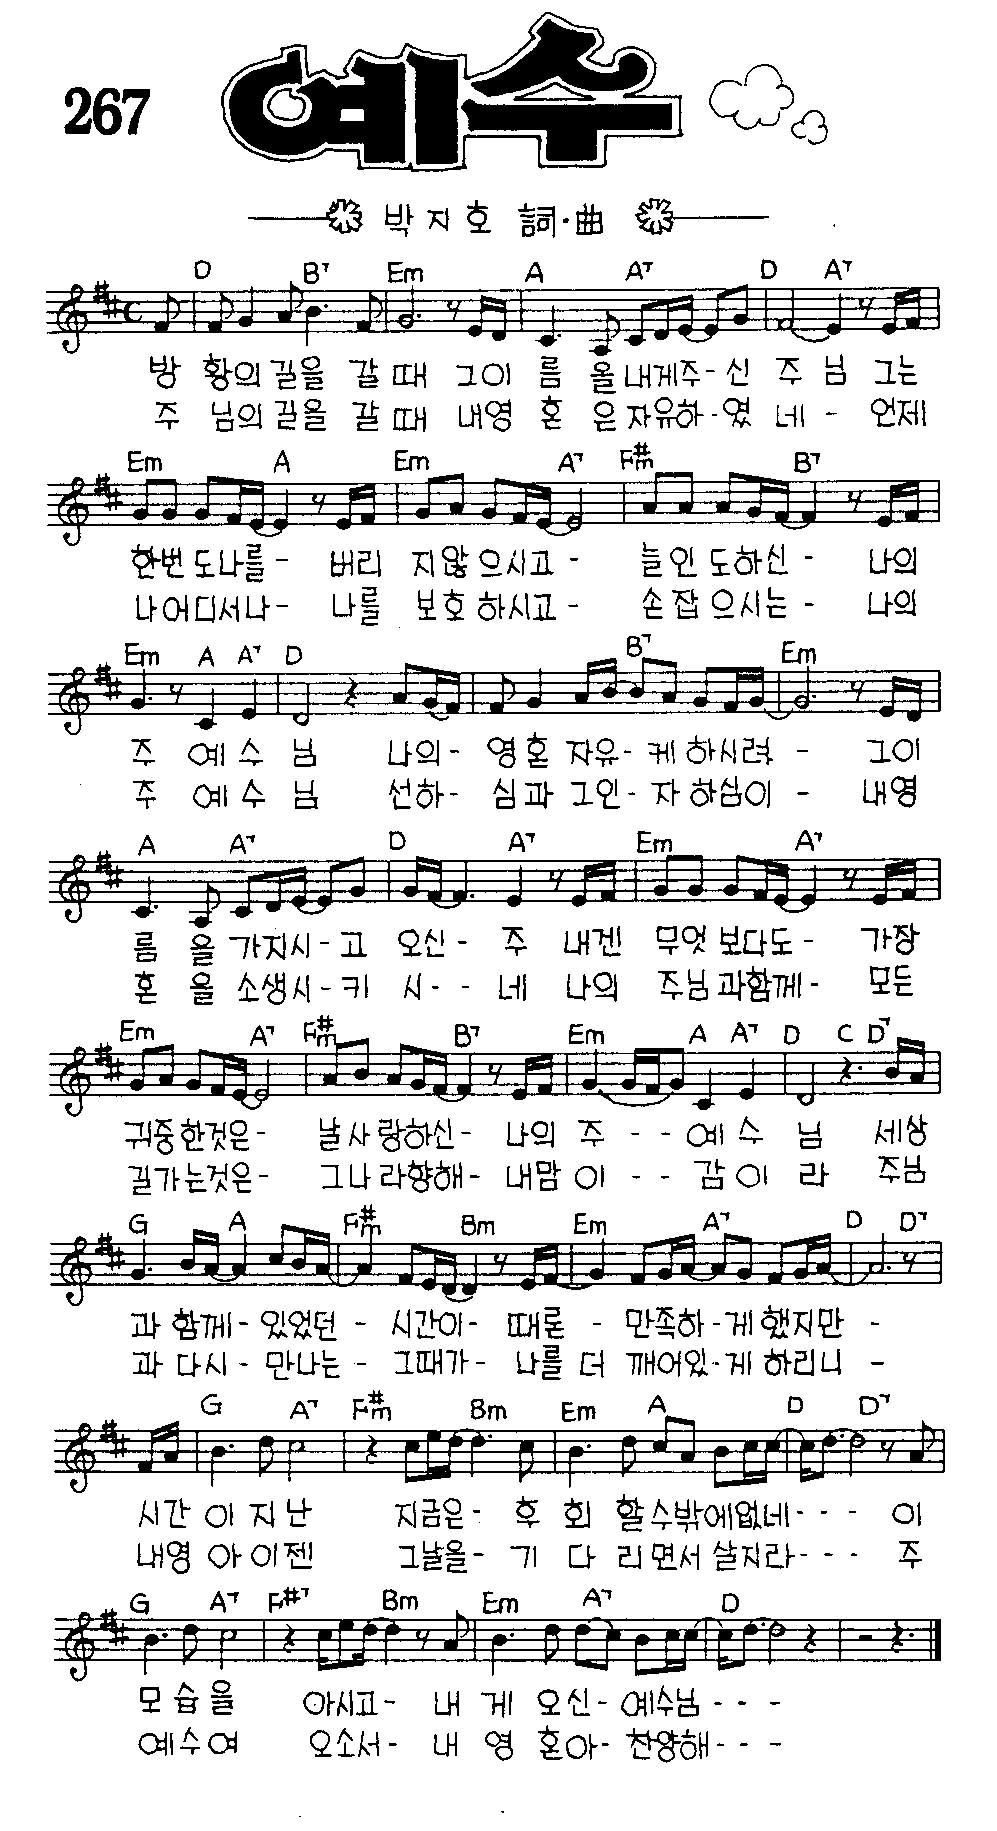 267
예수
박지호 詞·曲
D B7 Em A A7 D A7
방 황의 길을 갈 때 그이 름 을 내게주- 신 주 님 그는
주 님의 길을 갈 때 내영 혼 은 자유하- 였 네 - 언제
Em A Em A7 F#m B7
한번 도나를- 버리 지않 으시고- 늘인 도하신- 나의
나어디서나- 나를 보호 하시고- 손잡 으시는- 나의
Em A A7 D B7 Em
주 예 수 님 나의- 영혼 자유- 케 하시려 - 그이
주 예 수 님 선하- 심과 그인- 자 하심이 - 내영
A A7 D A7 Em A7
름 을 가지시- 고 오신- 주 내겐 무엇 보다도- 가장
혼 을 소생시- 키 시- - 네 나의 주님 과함께- 모든
Em A7 F#m B7 Em A A7 D C D7
귀중 한것은- 날사 랑하신- 나의 주 - - 예 수 님 세상
길가 는것은- 그나 라향해- 내맘 이 - - 감 이 라 주님
G A F#m Bm Em A7 D D7
과 함께- 있었던 - 시간이- 때론 - 만족하-게 했지만 -
과 다시- 만나는- 그때가- 나를 더 깨어있-게 하리니 -
G A7 F#m Bm Em A D D7
시간 이 지 난 지금은- 후 회 할수밖에없네- - - 이
내영 아 이 젠 그날을- 기 다 리면서 살지라- - - 주
G A7 F#7 Bm Em A7 D
모 습 을 아시고- 내 게 오 신- 예수님- - -
예 수 여 오소서- 내 영 혼아- 찬양해- - -